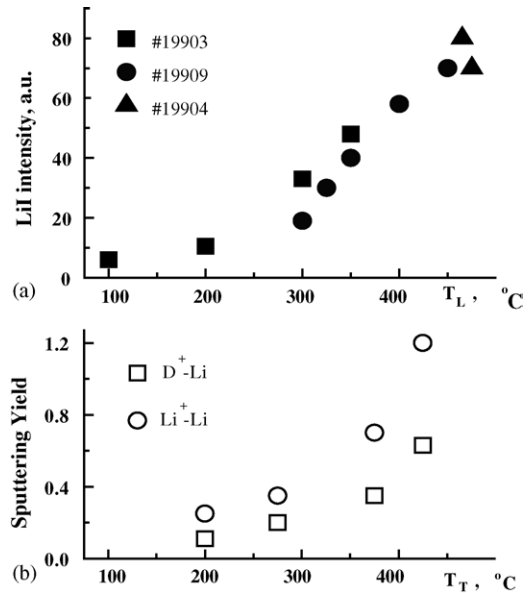 80
#19903
#19909
#19904
60
40
20
0
LiI intensity, a.u.
(a)
100 200 300 400 T_L , °C
1.2
D⁺-Li
Li⁺-Li
0.8
0.4
0.0
Sputtering Yield
(b)
100 200 300 400 T_T , °C